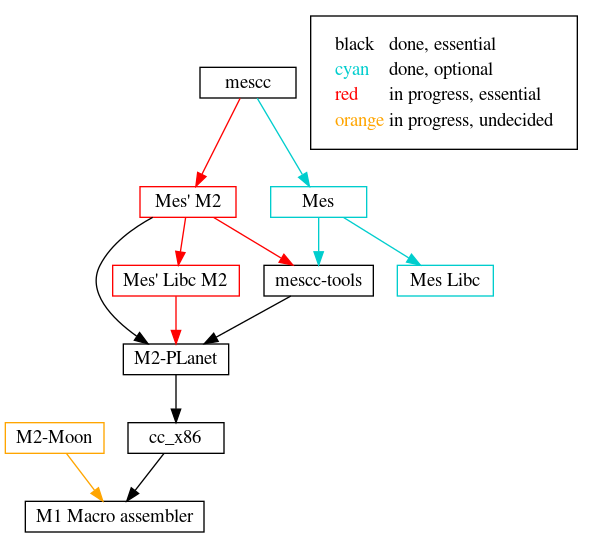 black done, essential
cyan done, optional
red in progress, essential
orange in progress, undecided
mescc
Mes' M2
Mes
Mes' Libc M2
mescc-tools
Mes Libc
M2-PLanet
M2-Moon
cc_x86
M1 Macro assembler